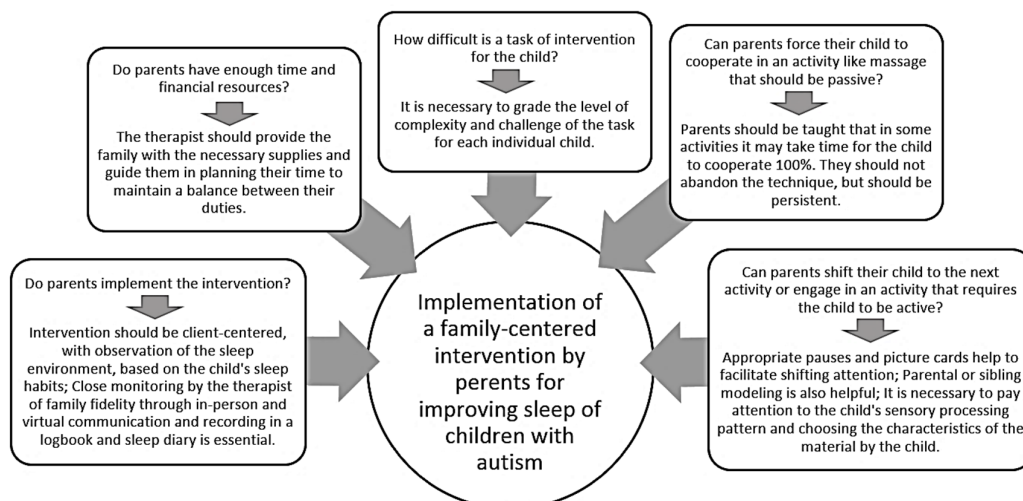 Do parents implement the intervention?
Intervention should be client-centered,
with observation of the sleep
environment, based on the child's sleep
habits; Close monitoring by the therapist
of family fidelity through in-person and
virtual communication and recording in a
logbook and sleep diary is essential.
Do parents have enough time and
financial resources?
The therapist should provide the
family with the necessary supplies and
guide them in planning their time to
maintain a balance between their
duties.
How difficult is a task of intervention
for the child?
It is necessary to grade the level of
complexity and challenge of the task
for each individual child.
Can parents force their child to
cooperate in an activity like massage
that should be passive?
Parents should be taught that in some
activities it may take time for the child
to cooperate 100%. They should not
abandon the technique, but should be
persistent.
Can parents shift their child to the next
activity or engage in an activity that requires
the child to be active?
Appropriate pauses and picture cards help to
facilitate shifting attention; Parental or sibling
modeling is also helpful; It is necessary to pay
attention to the child's sensory processing
pattern and choosing the characteristics of the
material by the child.
Implementation of
a family-centered
intervention by
perents for
improving sleep of
children with
autism